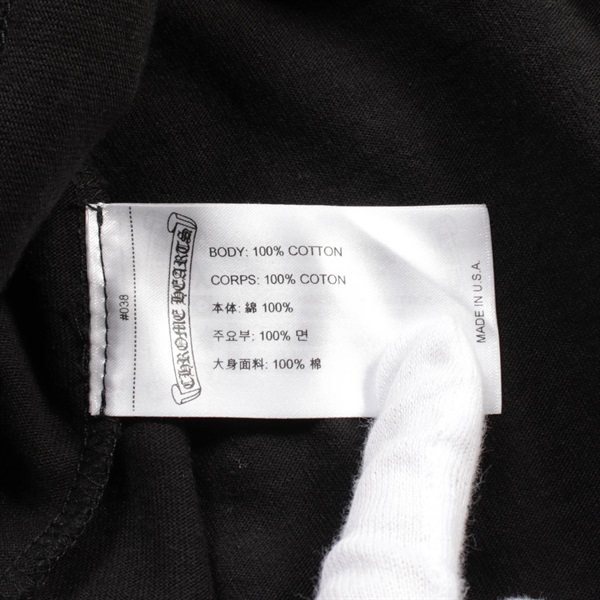 #038
CHROME HEARTS
BODY: 100% COTTON
CORPS: 100% COTON
本体: 綿 100%
주요부: 100% 면
大身面料: 100% 棉
MADE IN U.S.A.